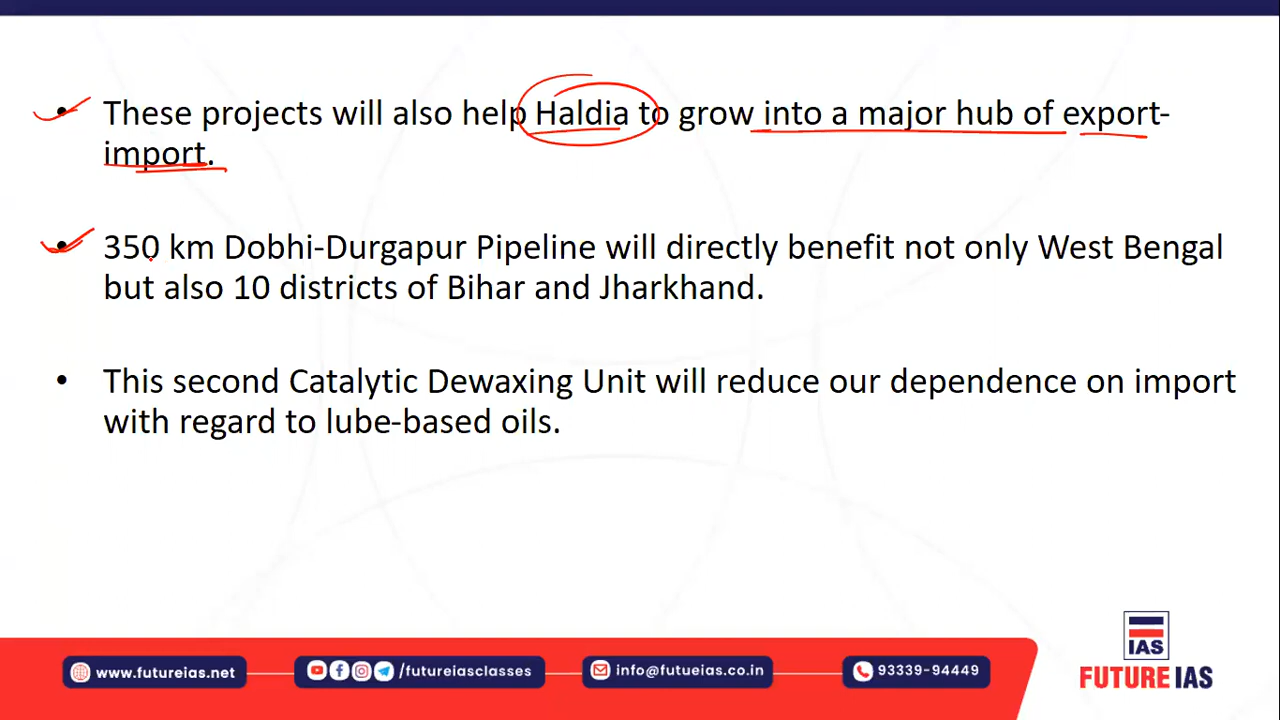 • These projects will also help Haldia to grow into a major hub of export-
import.
• 350 km Dobhi-Durgapur Pipeline will directly benefit not only West Bengal
but also 10 districts of Bihar and Jharkhand.
• This second Catalytic Dewaxing Unit will reduce our dependence on import
with regard to lube-based oils.
www.futureias.net
/futureiasclasses
info@futueias.co.in
93339-94449
IAS
FUTURE IAS